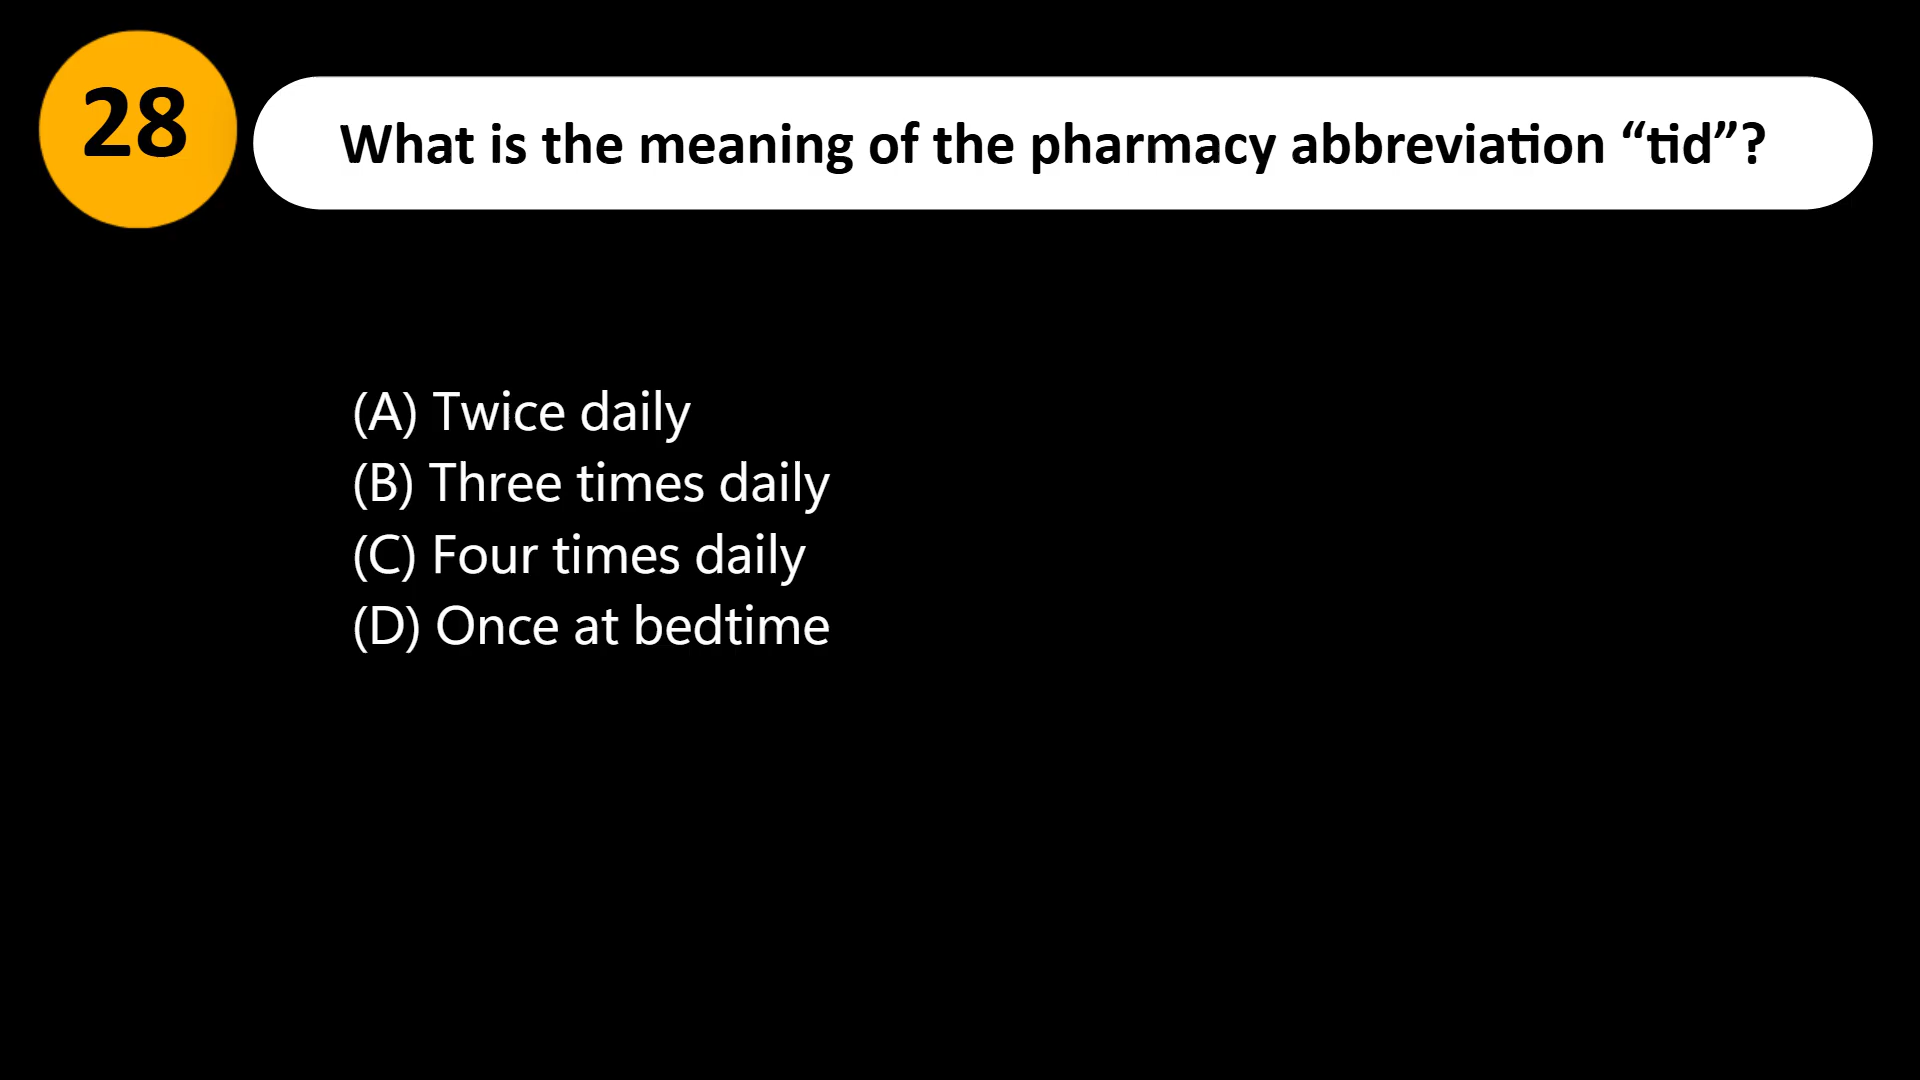 28
What is the meaning of the pharmacy abbreviation “tid”?
(A) Twice daily
(B) Three times daily
(C) Four times daily
(D) Once at bedtime